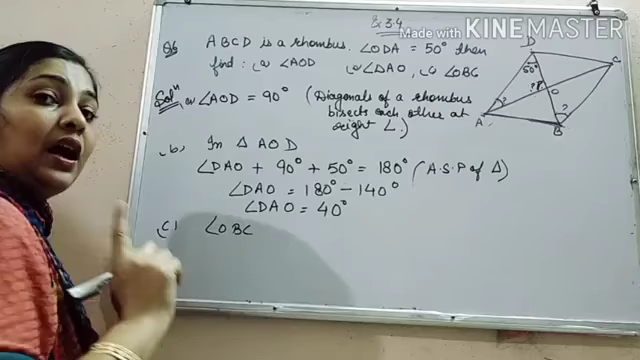 Ex 3.4
Made with KINEMASTER
Q6 ABCD is a rhombus. ∠ODA = 50° then
find: (a) ∠AOD (b) ∠DAO, (c) ∠OBC
Solⁿ (a) ∠AOD = 90° (Diagonals of a rhombus
bisects each other at
right ∠.
(b) In Δ AOD
∠DAO + 90° + 50° = 180° (A.S.P of Δ)
∠DAO = 180° - 140°
∠DAO = 40°
(c) ∠OBC
D
C
50°
?
O
?
?
A
B